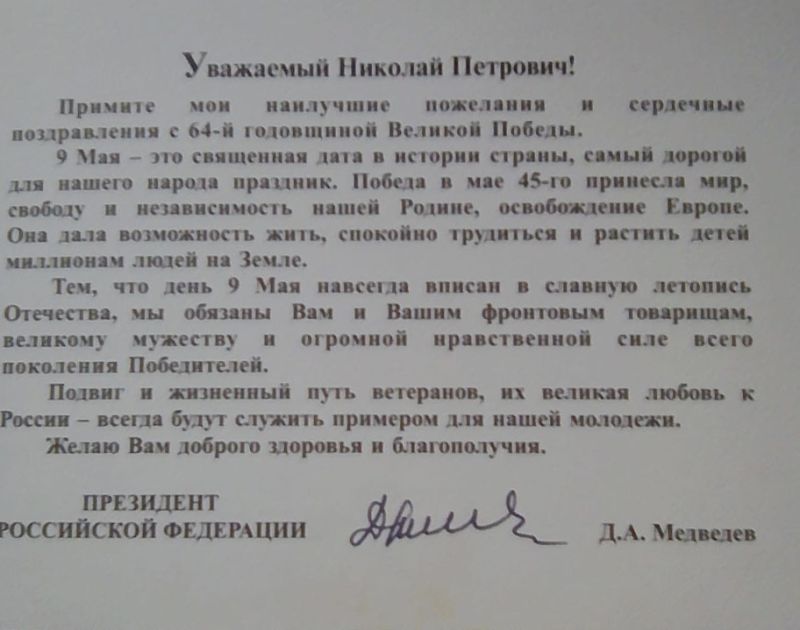 Уважаемый Николай Петрович!
Примите мои наилучшие пожелания и сердечные
поздравления с 64-й годовщиной Великой Победы.
9 Мая – это священная дата в истории страны, самый дорогой
для нашего народа праздник. Победа в мае 45-го принесла мир,
свободу и независимость нашей Родине, освобождение Европе.
Она дала возможность жить, спокойно трудиться и растить детей
миллионам людей на Земле.
Тем, что день 9 Мая навсегда вписан в славную летопись
Отечества, мы обязаны Вам и Вашим фронтовым товарищам,
великому мужеству и огромной нравственной силе всего
поколения Победителей.
Подвиг и жизненный путь ветеранов, их великая любовь к
России – всегда будут служить примером для нашей молодежи.
Желаю Вам доброго здоровья и благополучия.
ПРЕЗИДЕНТ
РОССИЙСКОЙ ФЕДЕРАЦИИ
Д.А. Медведев